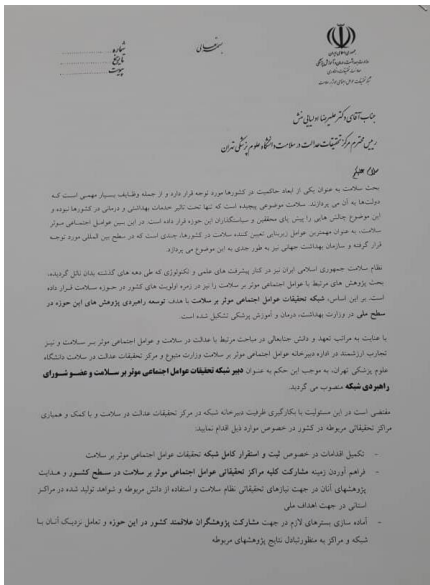 بسمه تعالی
جمهوری اسلامی ایران
شماره
تاریخ
پیوست
جناب آقای دکتر علیرضا اولیایی منش
رییس محترم مرکز تحقیقات عدالت در سلامت دانشگاه علوم پزشکی تهران
سلام علیکم
بحث سلامت به عنوان یکی از ابعاد حاکمیت در کشورها مورد توجه قرار دارد و از جمله وظایف بسیار مهمی است که
دولت‌ها به آن می پردازند. سلامت موضوعی پیچیده است که تنها تحت تاثیر خدمات بهداشتی و درمانی در کشورها نبوده و
این موضوع چالش هایی را پیش پای محققین و سیاستگذاران این حوزه قرار داده است. در این بین عوامل اجتماعی موثر
سلامت، به عنوان مهمترین عوامل زیربنایی تعیین کننده سلامت در کشورها، جندی است که در سطح بین المللی مورد توجه
قرار گرفته و سازمان بهداشت جهانی نیز به طور جدی به این موضوع می پردازد.
نظام سلامت جمهوری اسلامی ایران نیز در کنار پیشرفت های علمی و تکنولوژی که طی دهه های گذشته بدان نائل گردیده،
بحث پژوهش های مرتبط با عوامل اجتماعی موثر بر سلامت را نیز در زمره اولویت های کشور در حوزه سلامت قرار داده
است. بر این اساس، شبکه تحقیقات عوامل اجتماعی موثر بر سلامت با هدف توسعه راهبردی پژوهش های این حوزه در
سطح ملی در وزارت بهداشت، درمان و آموزش پزشکی تشکیل شده است.
با عنایت به مراتب تعهد و دانش جنابعالی در مباحث مرتبط با عدالت در سلامت و عوامل اجتماعی موثر بر سلامت و نیز
تجارب ارزشمند در اداره دبیرخانه عوامل اجتماعی موثر بر سلامت وزارت متبوع و مرکز تحقیقات عدالت در سلامت دانشگاه
علوم پزشکی تهران، به موجب این حکم به عنوان دبیر شبکه تحقیقات عوامل اجتماعی موثر بر سلامت و عضو شورای
راهبردی شبکه منصوب می گردید.
مقتضی است در این مسئولیت با بکارگیری ظرفیت دبیرخانه شبکه در مرکز تحقیقات عدالت در سلامت و با کمک و همیاری
مراکز تحقیقاتی مربوطه در کشور در خصوص موارد ذیل اقدام نمایید:
- تکمیل اقدامات در خصوص ثبت و استقرار کامل شبکه تحقیقات عوامل اجتماعی موثر بر سلامت
- فراهم آوردن زمینه مشارکت کلیه مراکز تحقیقاتی عوامل اجتماعی موثر بر سلامت در سطح کشور و هدایت
پژوهشهای آنان در جهت نیازهای تحقیقاتی نظام سلامت و استفاده از دانش مربوطه و شواهد تولید شده در مراکز
استانی در جهت اهداف ملی
- آماده سازی بسترهای لازم در جهت مشارکت پژوهشگران علاقمند کشور در این حوزه و تعامل نزدیک آنان با
شبکه و مراکز به منظور تبادل نتایج پژوهشهای مربوطه